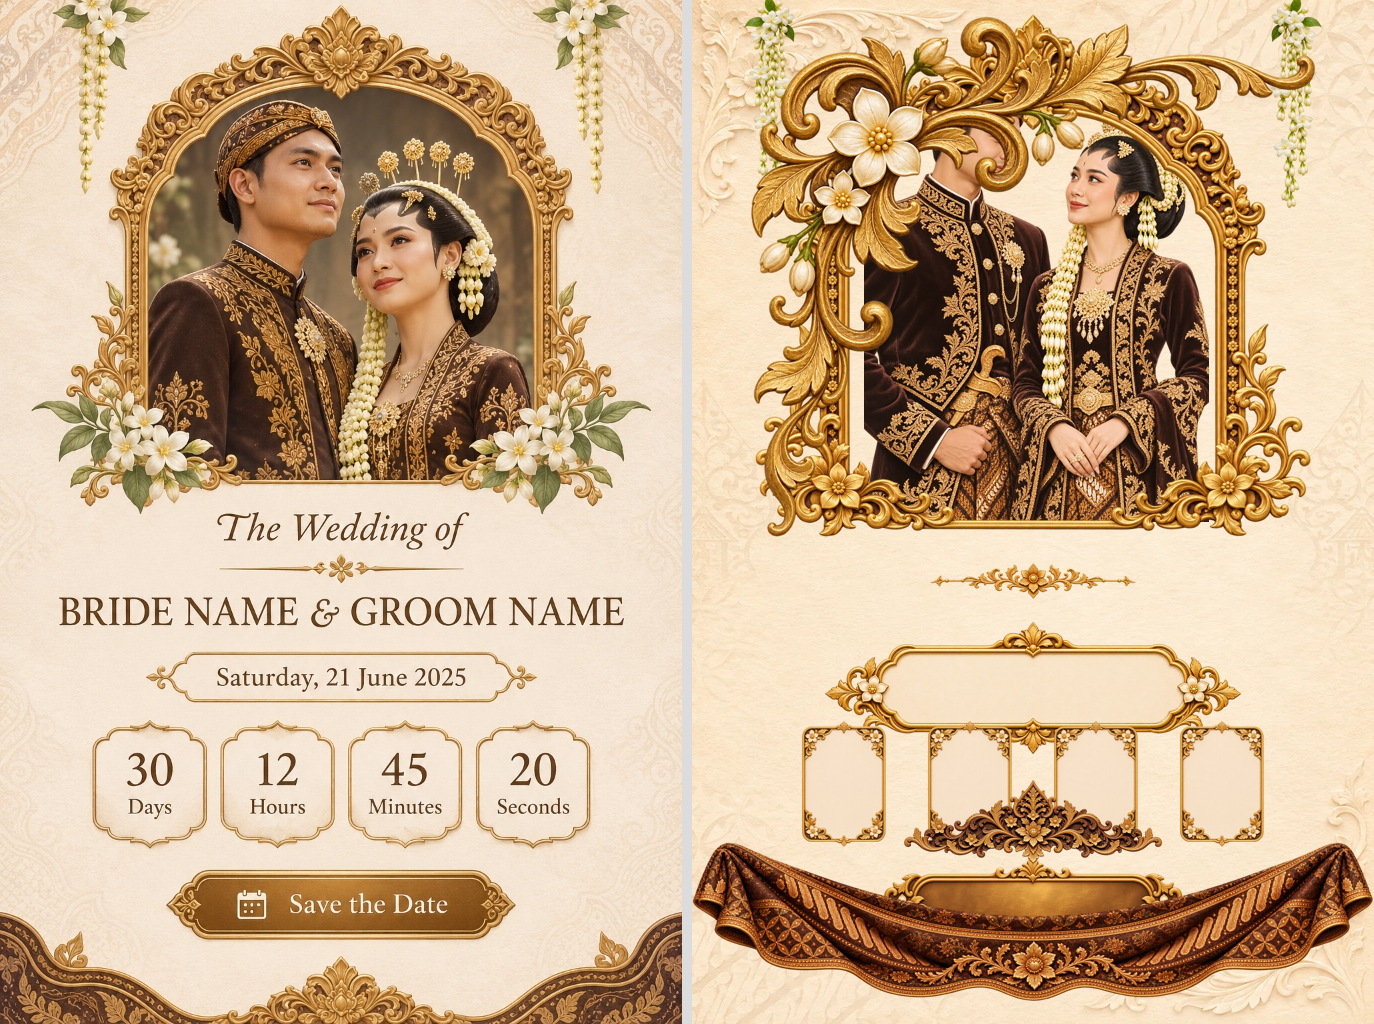 The Wedding of
BRIDE NAME & GROOM NAME
Saturday, 21 June 2025
30
Days
12
Hours
45
Minutes
20
Seconds
Save the Date